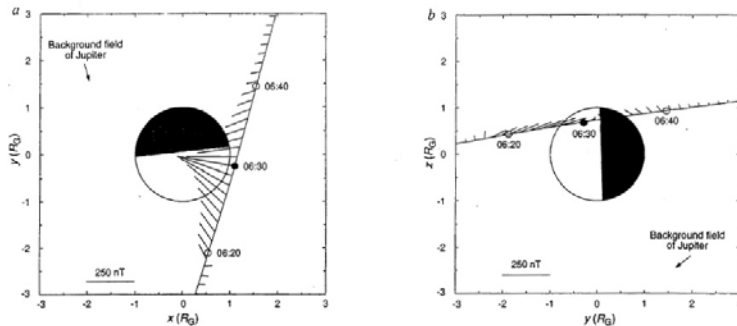 a
3
2
1
0
-1
-2
-3
y (R_G)
Background field
of Jupiter
06:40
06:30
06:20
250 nT
-3 -2 -1 0 1 2 3
x (R_G)
b
3
2
1
0
-1
-2
-3
x (R_G)
06:20
06:30
06:40
Background field
of Jupiter
250 nT
-3 -2 -1 0 1 2 3
y (R_G)